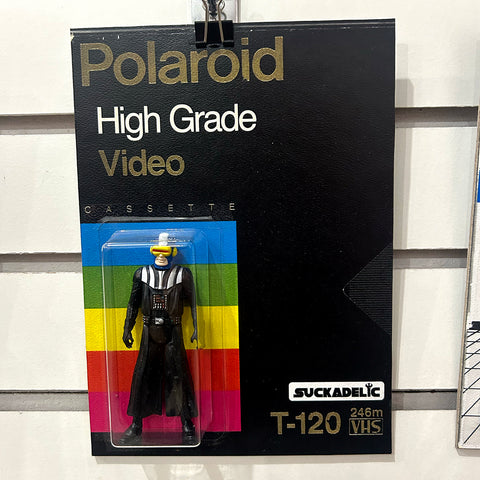 Polaroid
High Grade
Video
CASSETTE
SUCKADELIC
T-120 246m
VHS